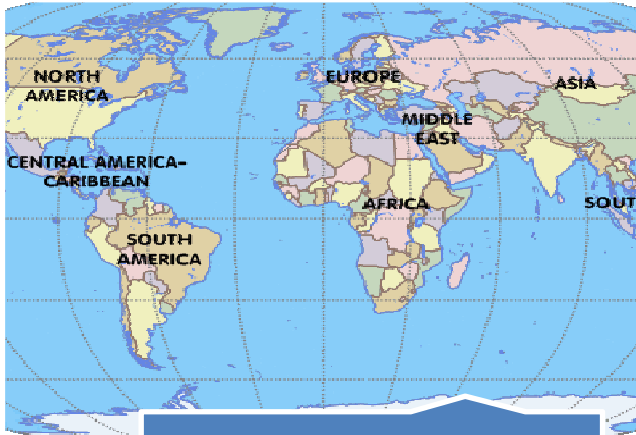 NORTH
AMERICA
EUROPE
ASIA
MIDDLE
EAST
CENTRAL AMERICA-
CARIBBEAN
AFRICA
SOUT
SOUTH
AMERICA